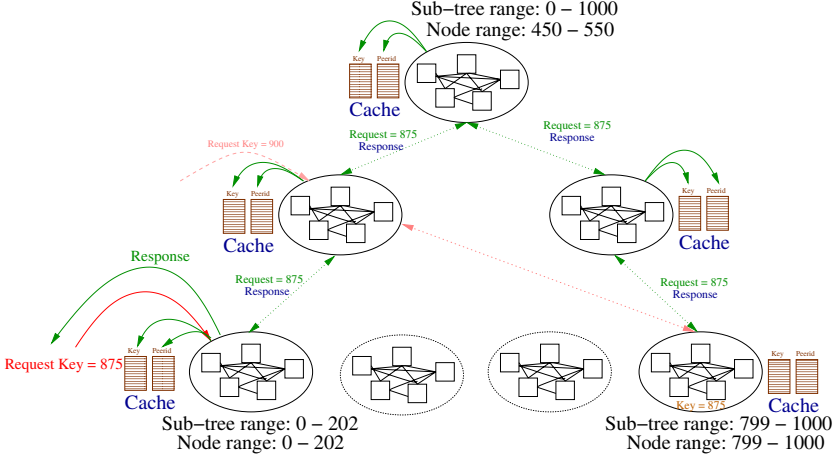 Sub−tree range: 0 − 1000
Node range: 450 − 550
Key Peerid
Cache
Request = 875
Response
Request = 875
Response
Request Key = 900
Key Peerid
Cache
Key Peerid
Cache
Response
Request = 875
Response
Request = 875
Response
Request Key = 875
Key Peerid
Cache
Key Peerid
Cache
Key = 875
Sub−tree range: 0 − 202
Node range: 0 − 202
Sub−tree range: 799 − 1000
Node range: 799 − 1000